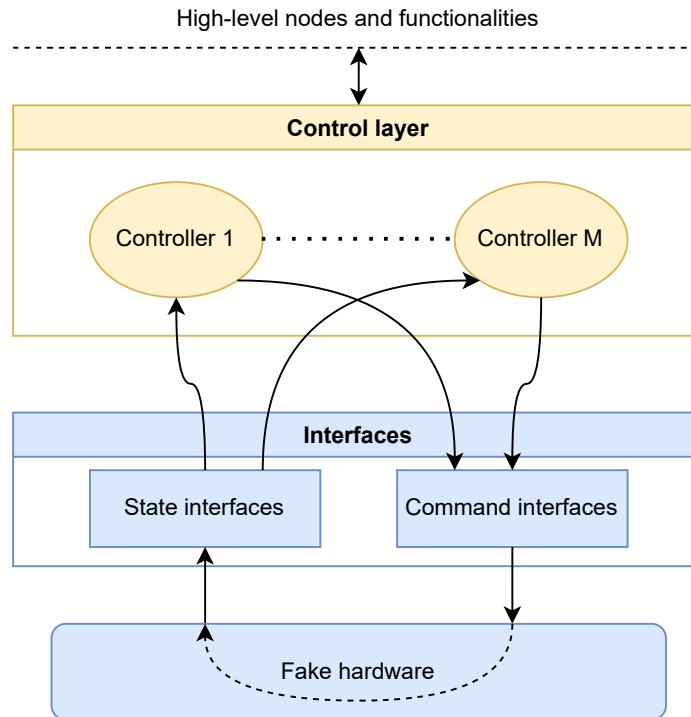 High-level nodes and functionalities
Control layer
Controller 1
Controller M
Interfaces
State interfaces
Command interfaces
Fake hardware